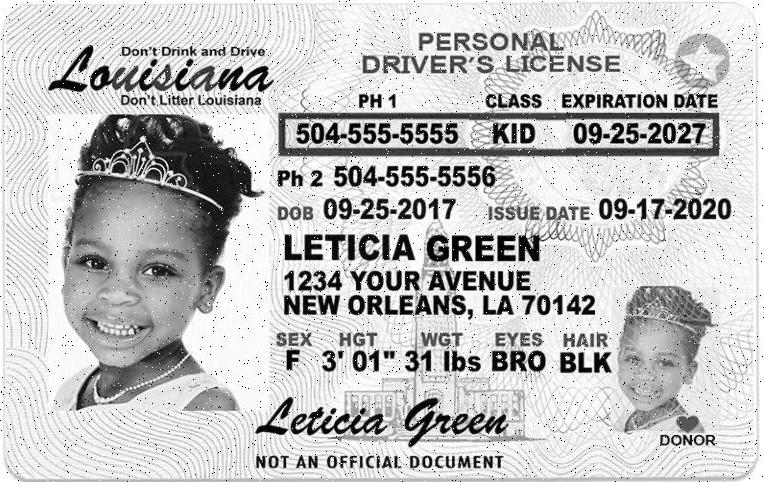 Don't Drink and Drive
Louisiana
Don't Litter Louisiana
PERSONAL
DRIVER'S LICENSE
PH 1 CLASS EXPIRATION DATE
504-555-5555 KID 09-25-2027
Ph 2 504-555-5556
DOB 09-25-2017 ISSUE DATE 09-17-2020
LETICIA GREEN
1234 YOUR AVENUE
NEW ORLEANS, LA 70142
SEX HGT WGT EYES HAIR
F 3' 01" 31 lbs BRO BLK
Leticia Green
DONOR
NOT AN OFFICIAL DOCUMENT